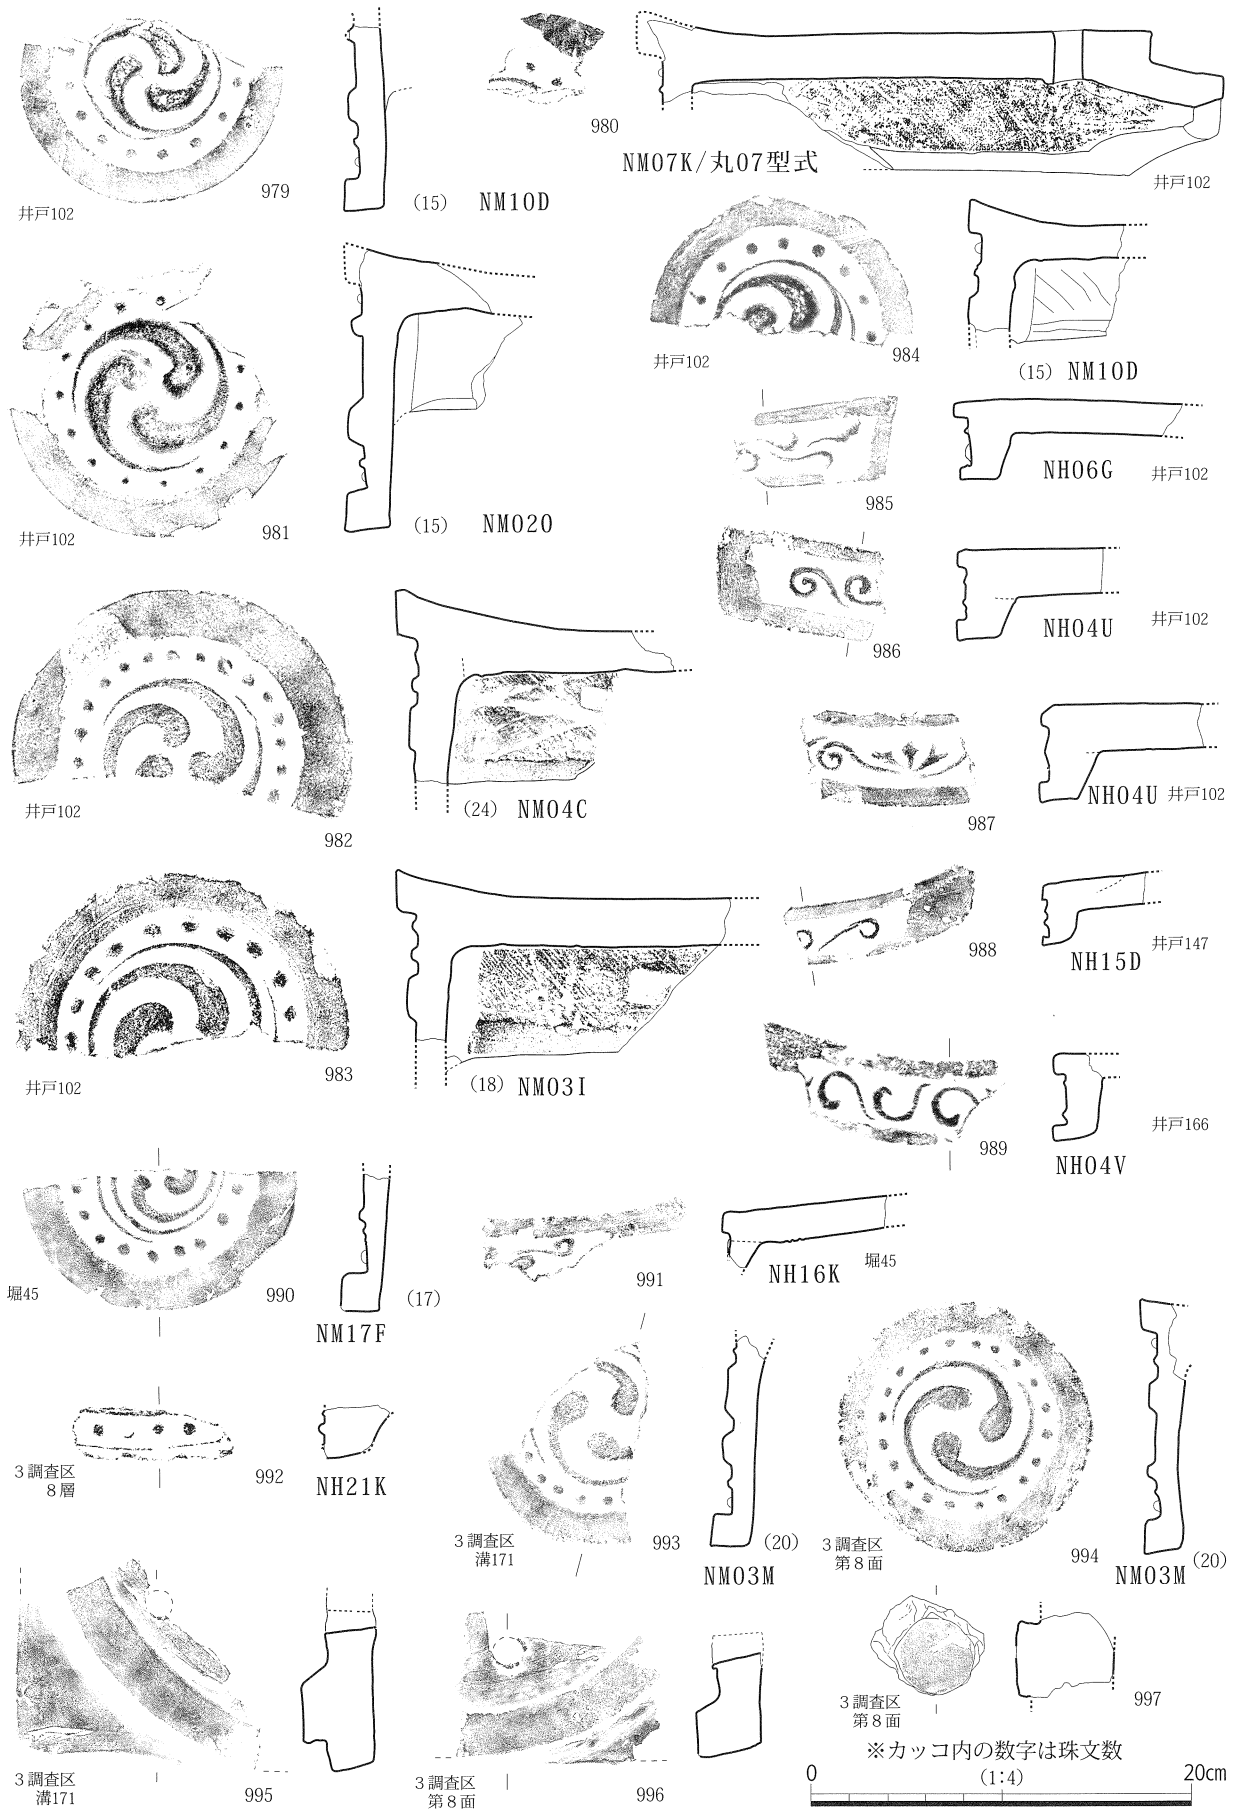 979
井戸102
(15) NM10D
980
NM07K/丸07型式
井戸102
981
井戸102
(15) NM02O
984
井戸102
(15) NM10D
985
NH06G
井戸102
986
NH04U
井戸102
982
井戸102
(24) NM04C
987
NH04U 井戸102
983
井戸102
(18) NM03I
988
NH15D
井戸147
989
NH04V
井戸166
990
堀45
(17)
NM17F
991
NH16K
堀45
992
3調査区
8層
NH21K
993
3調査区
溝171
(20)
NM03M
994
3調査区
第8面
NM03M (20)
995
3調査区
溝171
996
3調査区
第8面
997
3調査区
第8面
※カッコ内の数字は珠文数
0 (1:4) 20cm